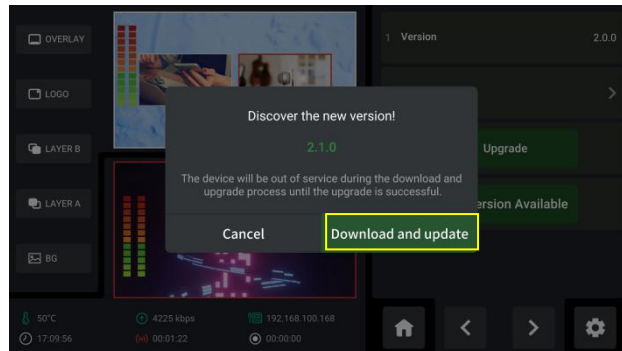 OVERLAY
LOGO
LAYER B
LAYER A
BG
1 Version 2.0.0
Discover the new version!
2.1.0
The device will be out of service during the download and
upgrade process until the upgrade is successful.
Cancel
Download and update
Upgrade
ersion Available
50°C
4225 kbps
192.168.100.168
17:09:56
00:01:22
00:00:00